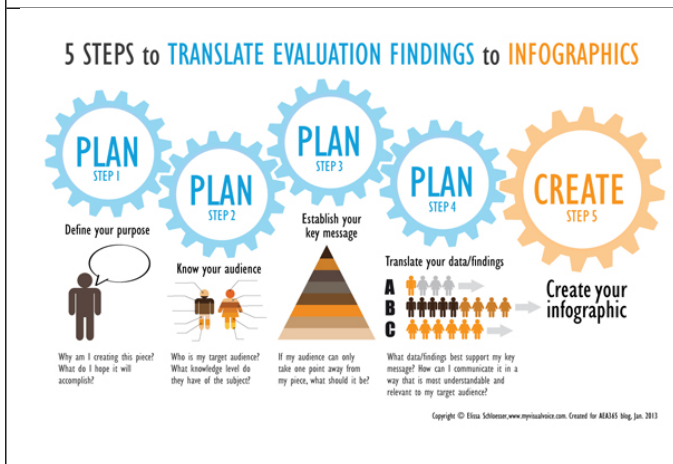 5 STEPS to TRANSLATE EVALUATION FINDINGS to INFOGRAPHICS
PLAN
STEP 1
Define your purpose
Why am I creating this piece?
What do I hope it will
accomplish?
PLAN
STEP 2
Know your audience
Who is my target audience?
What knowledge level do
they have of the subject?
PLAN
STEP 3
Establish your
key message
If my audience can only
take one point away from
my piece, what should it be?
PLAN
STEP 4
Translate your data/findings
A
B
C
What data/findings best support my key
message? How can I communicate it in a
way that is most understandable and
relevant to my target audience?
CREATE
STEP 5
Create your
infographic
Copyright © Elissa Schloesser,www.myvisualvoice.com. Created for AEA365 blog, Jan. 2013